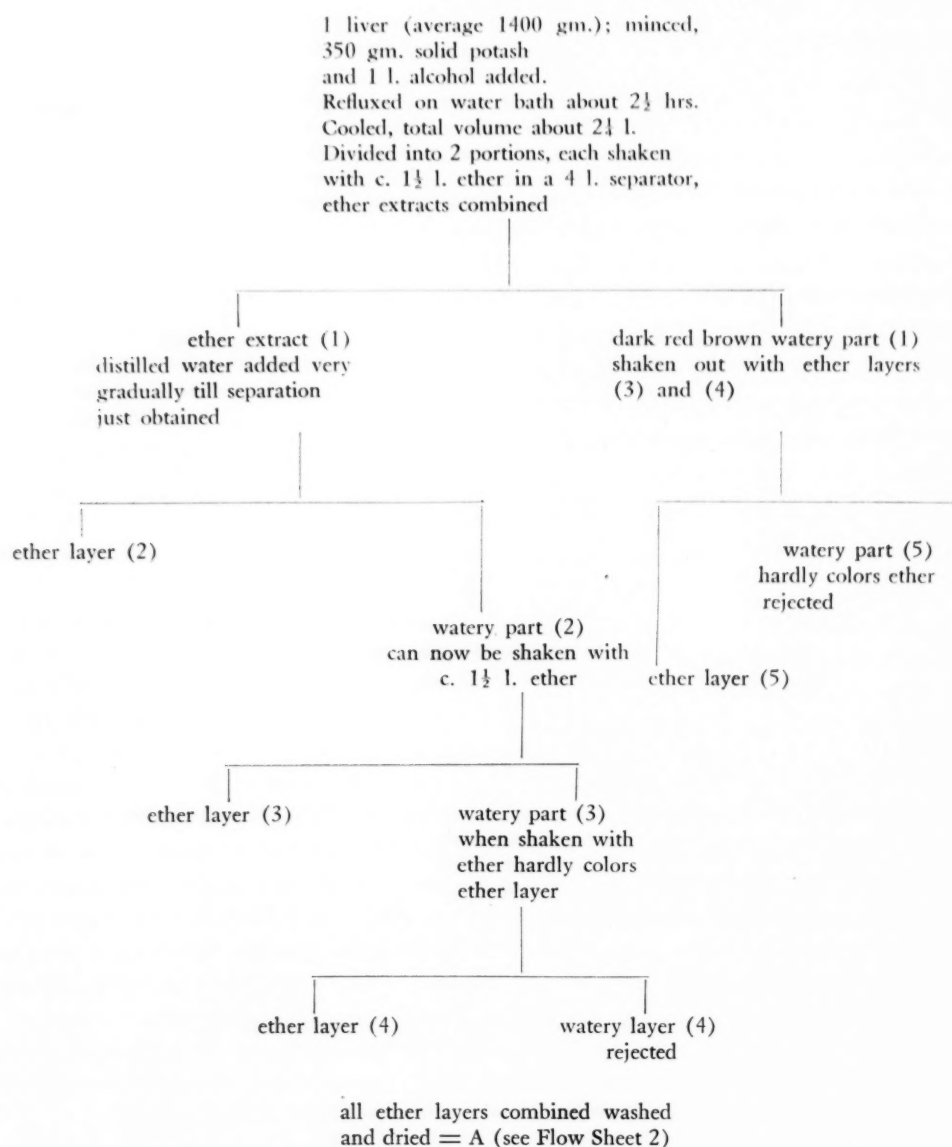 1 liver (average 1400 gm.); minced,
350 gm. solid potash
and 1 l. alcohol added.
Refluxed on water bath about 2½ hrs.
Cooled, total volume about 2¼ l.
Divided into 2 portions, each shaken
with c. 1½ l. ether in a 4 l. separator,
ether extracts combined
ether extract (1)
distilled water added very
gradually till separation
just obtained
dark red brown watery part (1)
shaken out with ether layers
(3) and (4)
ether layer (2)
watery part (2)
can now be shaken with
c. 1½ l. ether
watery part (5)
hardly colors ether
rejected
ether layer (5)
ether layer (3)
watery part (3)
when shaken with
ether hardly colors
ether layer
ether layer (4)
watery layer (4)
rejected
all ether layers combined washed
and dried = A (see Flow Sheet 2)